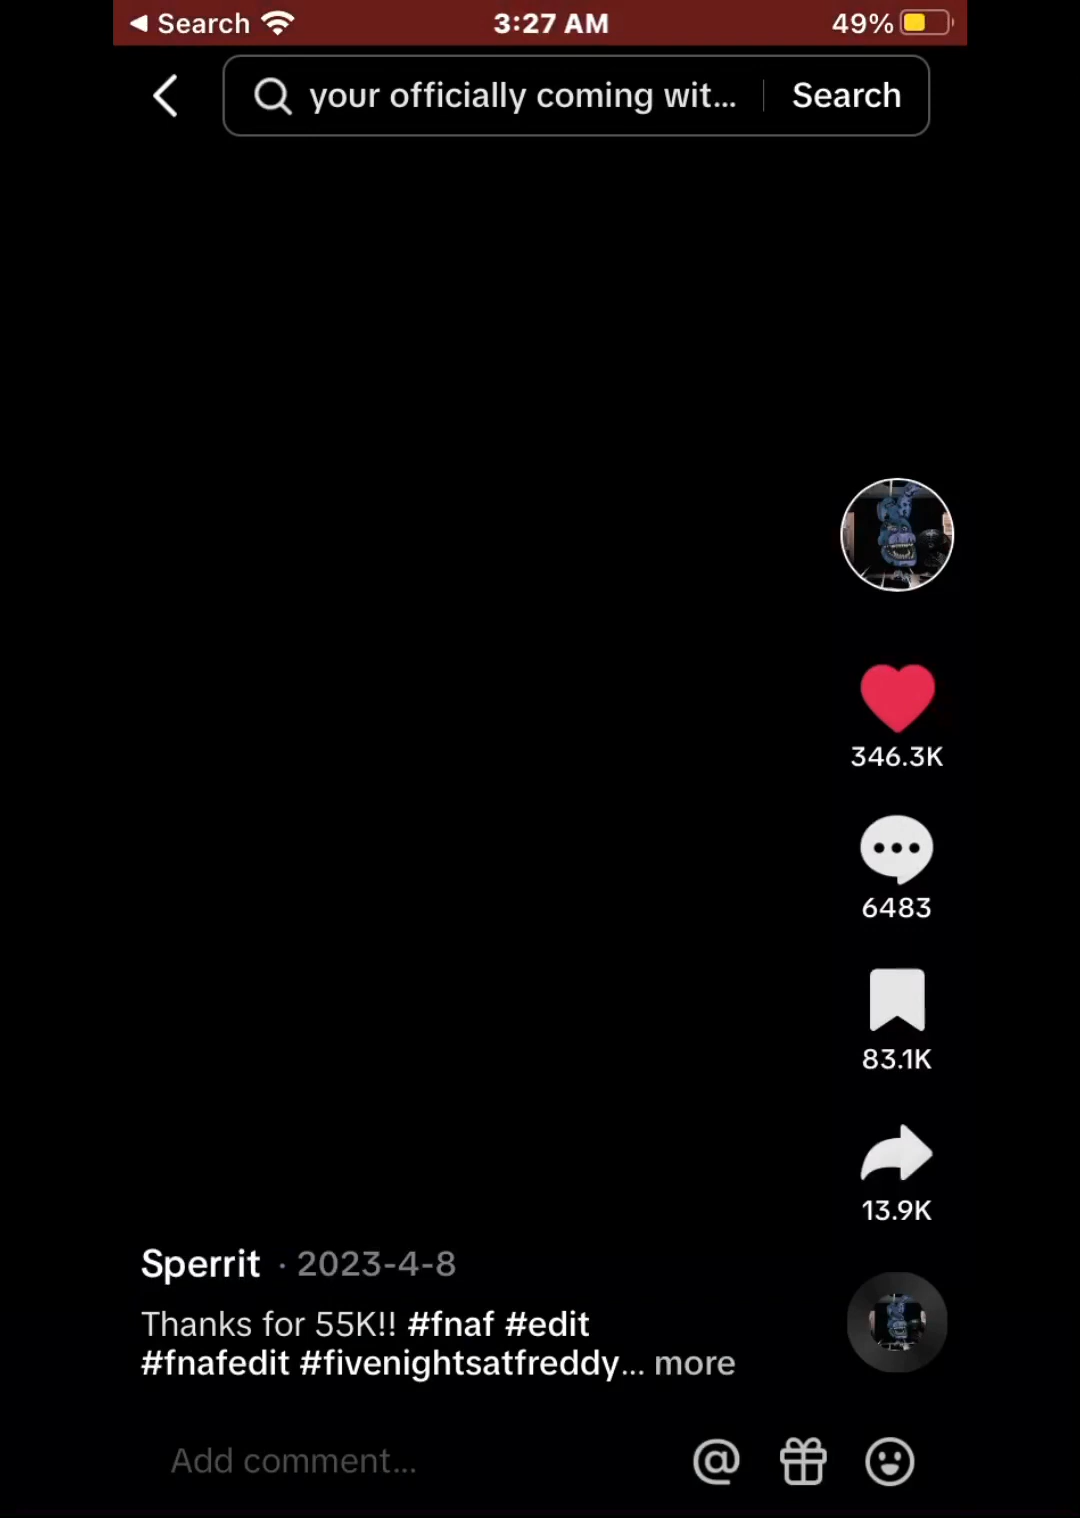 Search
3:27 AM
49%
your officially coming wit...
Search
346.3K
6483
83.1K
13.9K
Sperrit · 2023-4-8
Thanks for 55K!! #fnaf #edit
#fnafedit #fivenightsatfreddy... more
Add comment...